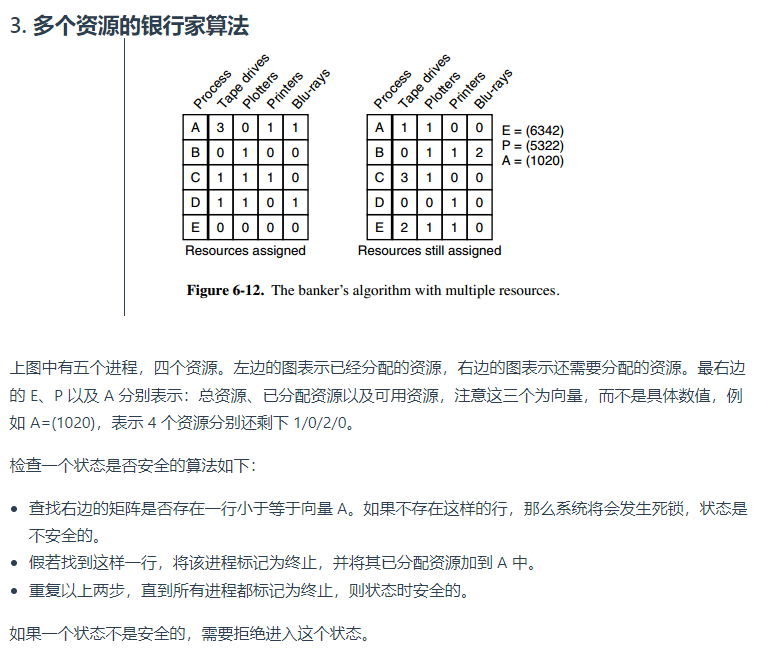 3. 多个资源的银行家算法
Process Tape drives Plotters Printers Blu-rays
A 3 0 1 1
B 0 1 0 0
C 1 1 1 0
D 1 1 0 1
E 0 0 0 0
Resources assigned
Process Tape drives Plotters Printers Blu-rays
A 1 1 0 0
B 0 1 1 2
C 3 1 0 0
D 0 0 1 0
E 2 1 1 0
Resources still assigned
E = (6342)
P = (5322)
A = (1020)
Figure 6-12. The banker's algorithm with multiple resources.
上图中有五个进程，四个资源。左边的图表示已经分配的资源，右边的图表示还需要分配的资源。最右边
的 E、P 以及 A 分别表示：总资源、已分配资源以及可用资源，注意这三个为向量，而不是具体数值，例
如 A=(1020)，表示 4 个资源分别还剩下 1/0/2/0。
检查一个状态是否安全的算法如下：
• 查找右边的矩阵是否存在一行小于等于向量 A。如果不存在这样的行，那么系统将会发生死锁，状态是
不安全的。
• 假若找到这样一行，将该进程标记为终止，并将其已分配资源加到 A 中。
• 重复以上两步，直到所有进程都标记为终止，则状态时安全的。
如果一个状态不是安全的，需要拒绝进入这个状态。